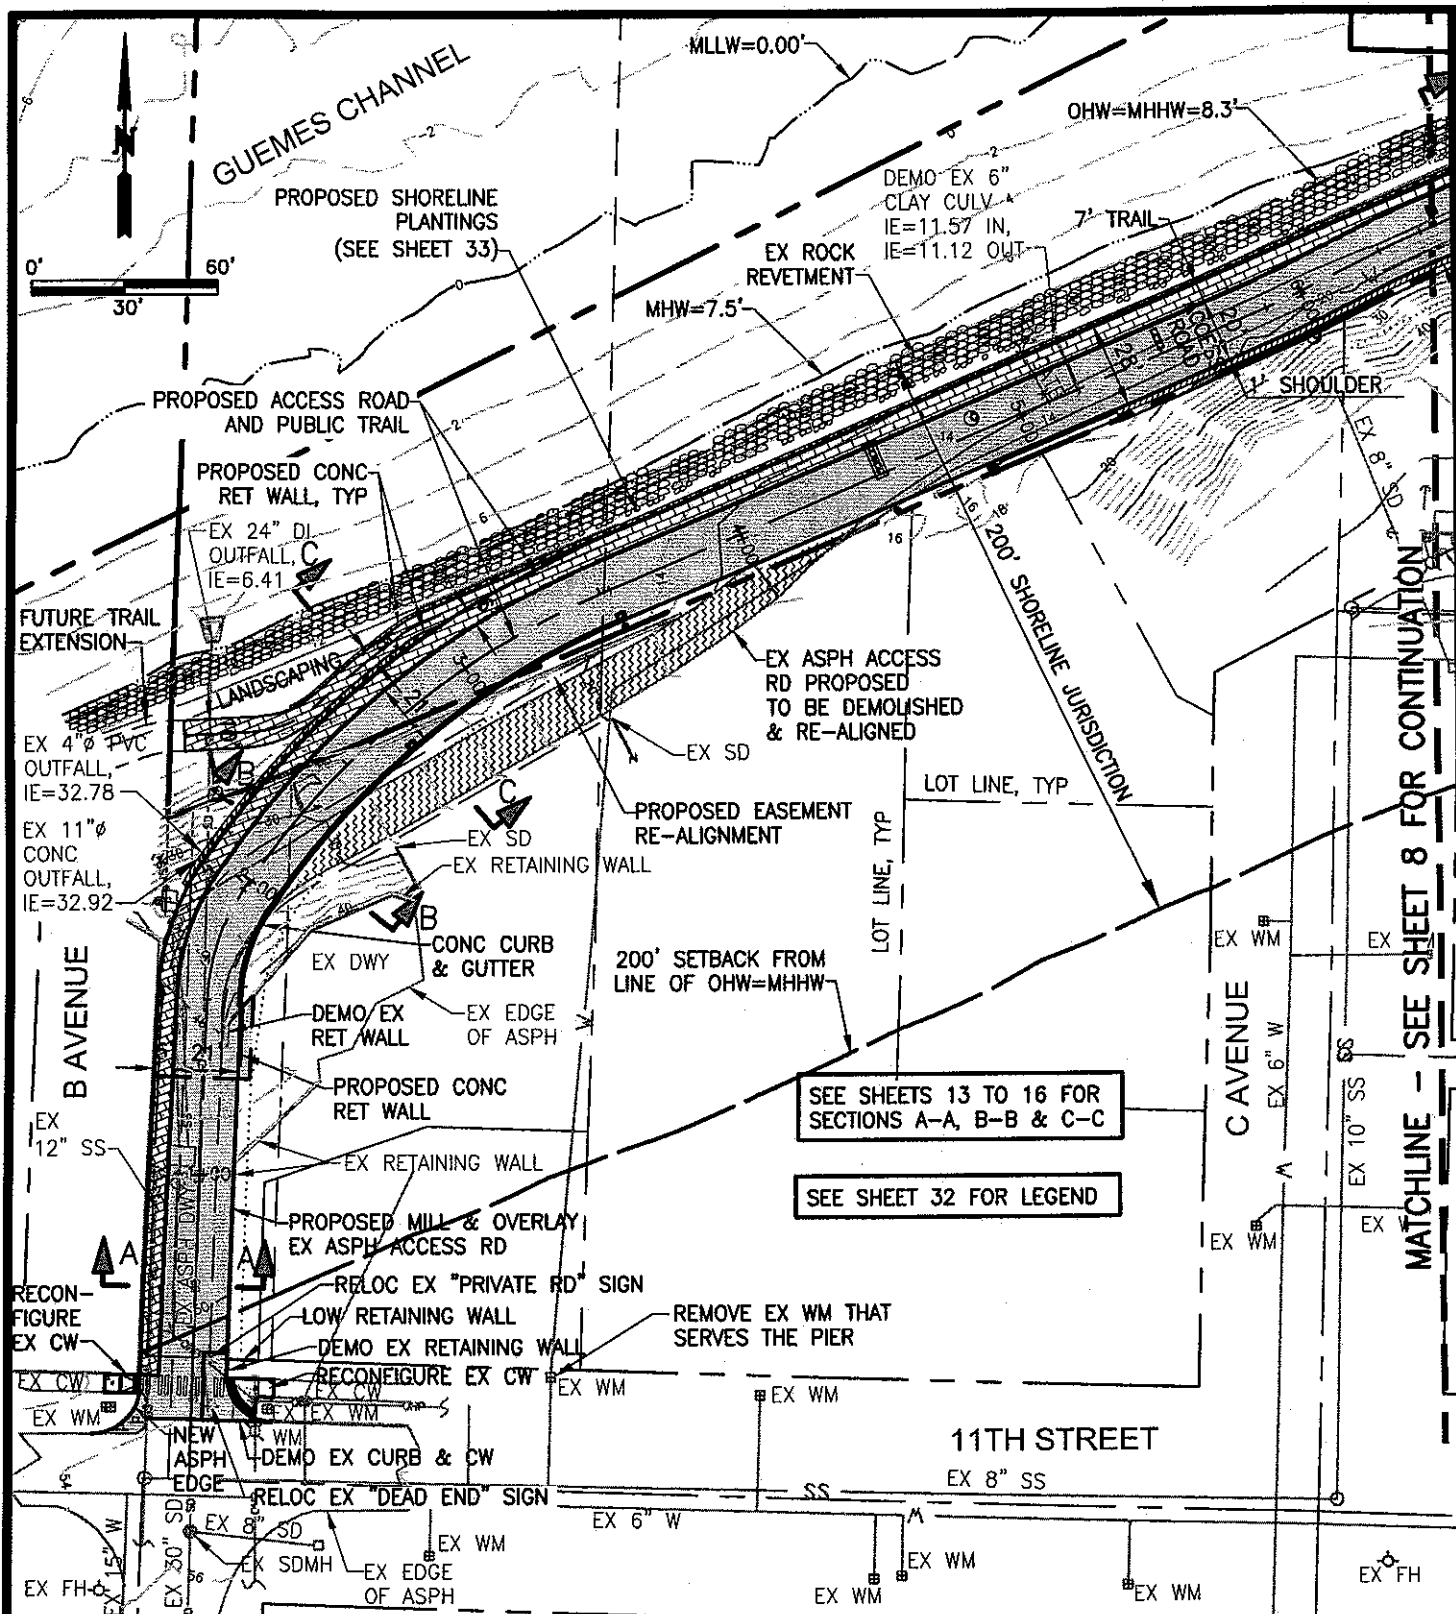 GUEMES CHANNEL
MLLW=0.00'
OHW=MHHW=8.3'
N
0' 60'
30'
PROPOSED SHORELINE
PLANTINGS
(SEE SHEET 33)
DEMO EX 6"
CLAY CULV
IE=11.57 IN,
IE=11.12 OUT
7' TRAIL
EX ROCK
REVETMENT
MHW=7.5'
1' SHOULDER
28'
EX 8" SD
PROPOSED ACCESS ROAD
AND PUBLIC TRAIL
PROPOSED CONC
RET WALL, TYP
EX 24" DI
OUTFALL,
IE=6.41
C
FUTURE TRAIL
EXTENSION
LANDSCAPING
200' SHORELINE JURISDICTION
EX ASPH ACCESS
RD PROPOSED
TO BE DEMOLISHED
& RE-ALIGNED
EX SD
EX 4"ø PVC
OUTFALL,
IE=32.78
EX 11"ø
CONC
OUTFALL,
IE=32.92
B
C
PROPOSED EASEMENT
RE-ALIGNMENT
LOT LINE, TYP
LOT LINE, TYP
EX SD
EX RETAINING WALL
B
CONC CURB
& GUTTER
EX DWY
B AVENUE
200' SETBACK FROM
LINE OF OHW=MHHW
DEMO EX
RET WALL
EX EDGE
OF ASPH
EX WM
C AVENUE
EX 6" W
EX 10" SS
MATCHLINE - SEE SHEET 8 FOR CONTINUATION
21'
PROPOSED CONC
RET WALL
SEE SHEETS 13 TO 16 FOR
SECTIONS A-A, B-B & C-C
EX
12" SS
EX RETAINING WALL
SEE SHEET 32 FOR LEGEND
EX ASPH DWY
PROPOSED MILL & OVERLAY
EX ASPH ACCESS RD
A A
EX WM
RECON-
FIGURE
EX CW
RELOC EX "PRIVATE RD" SIGN
LOW RETAINING WALL
DEMO EX RETAINING WALL
REMOVE EX WM THAT
SERVES THE PIER
RECONFIGURE EX CW
EX CW
EX CW
EX WM
EX WM
EX WM
EX WM
EX WM
NEW
ASPH
EDGE
DEMO EX CURB & CW
11TH STREET
EX 8" SS
RELOC EX "DEAD END" SIGN
EX 6" W
EX 8" SD
EX SDMH
EX 15" W
EX 30" SD
EX EDGE
OF ASPH
EX WM
EX WM
EX WM
EX WM
EX FH
EX FH